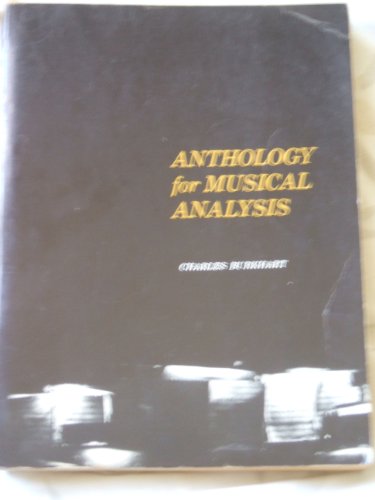 ANTHOLOGY
for MUSICAL
ANALYSIS
CHARLES BURKHART